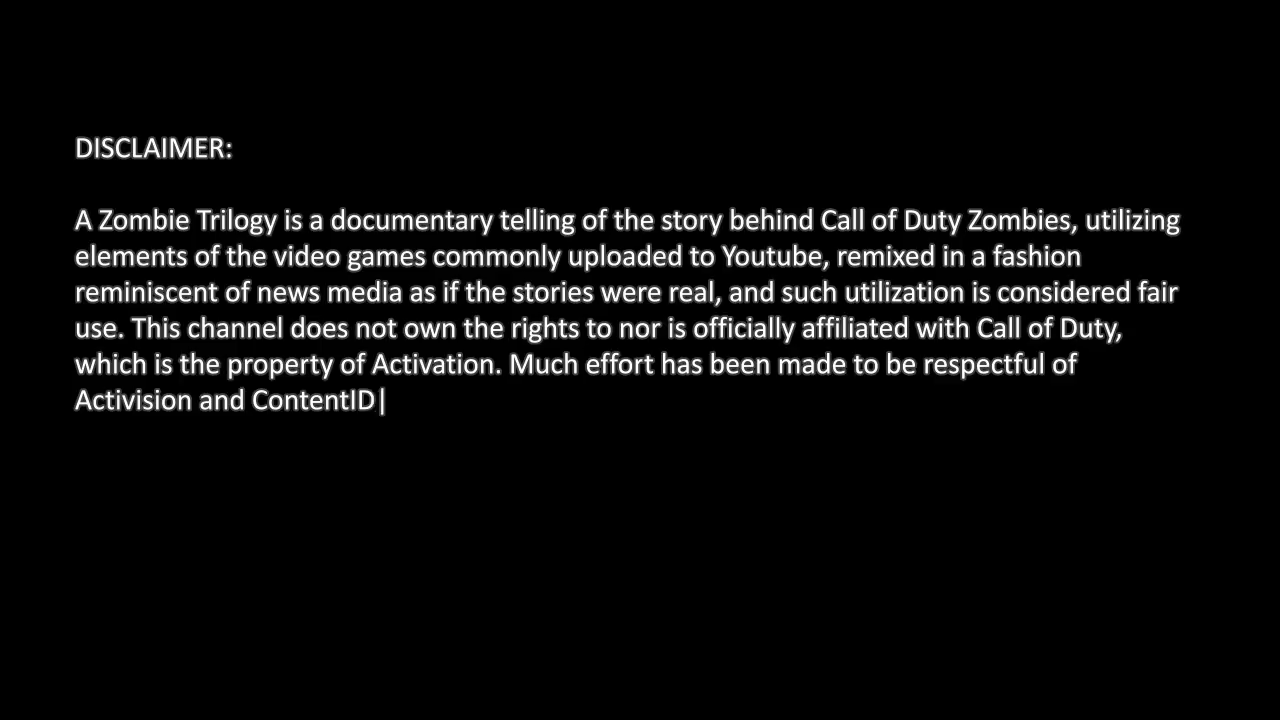 DISCLAIMER:
A Zombie Trilogy is a documentary telling of the story behind Call of Duty Zombies, utilizing
elements of the video games commonly uploaded to Youtube, remixed in a fashion
reminiscent of news media as if the stories were real, and such utilization is considered fair
use. This channel does not own the rights to nor is officially affiliated with Call of Duty,
which is the property of Activation. Much effort has been made to be respectful of
Activision and ContentID|